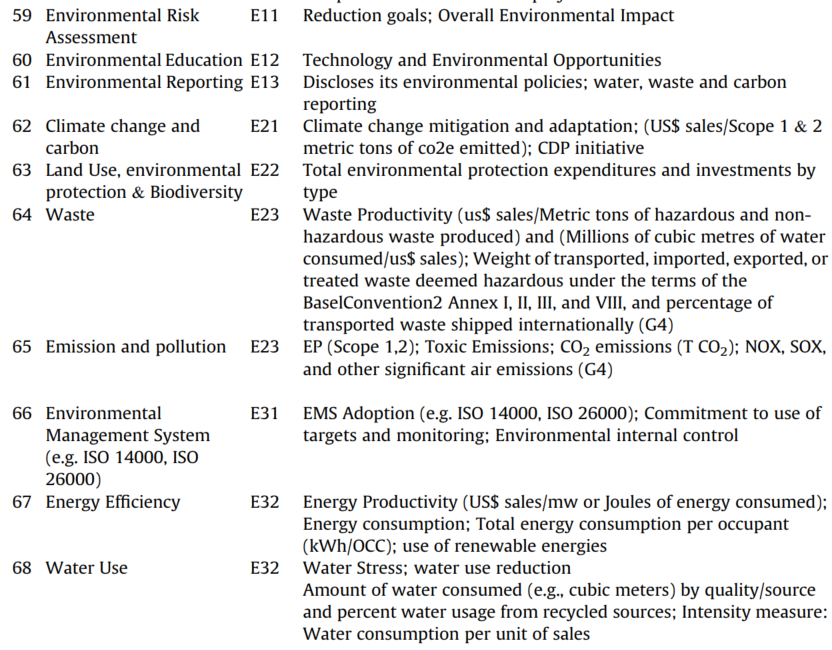 59 Environmental Risk E11 Reduction goals; Overall Environmental Impact
Assessment
60 Environmental Education E12 Technology and Environmental Opportunities
61 Environmental Reporting E13 Discloses its environmental policies; water, waste and carbon
reporting
62 Climate change and E21 Climate change mitigation and adaptation; (US$ sales/Scope 1 & 2
carbon metric tons of co2e emitted); CDP initiative
63 Land Use, environmental E22 Total environmental protection expenditures and investments by
protection & Biodiversity type
64 Waste E23 Waste Productivity (us$ sales/Metric tons of hazardous and non-
hazardous waste produced) and (Millions of cubic metres of water
consumed/us$ sales); Weight of transported, imported, exported, or
treated waste deemed hazardous under the terms of the
BaselConvention2 Annex I, II, III, and VIII, and percentage of
transported waste shipped internationally (G4)
65 Emission and pollution E23 EP (Scope 1,2); Toxic Emissions; CO₂ emissions (T CO₂); NOX, SOX,
and other significant air emissions (G4)
66 Environmental E31 EMS Adoption (e.g. ISO 14000, ISO 26000); Commitment to use of
Management System targets and monitoring; Environmental internal control
(e.g. ISO 14000, ISO
26000)
67 Energy Efficiency E32 Energy Productivity (US$ sales/mw or Joules of energy consumed);
Energy consumption; Total energy consumption per occupant
(kWh/OCC); use of renewable energies
68 Water Use E32 Water Stress; water use reduction
Amount of water consumed (e.g., cubic meters) by quality/source
and percent water usage from recycled sources; Intensity measure:
Water consumption per unit of sales